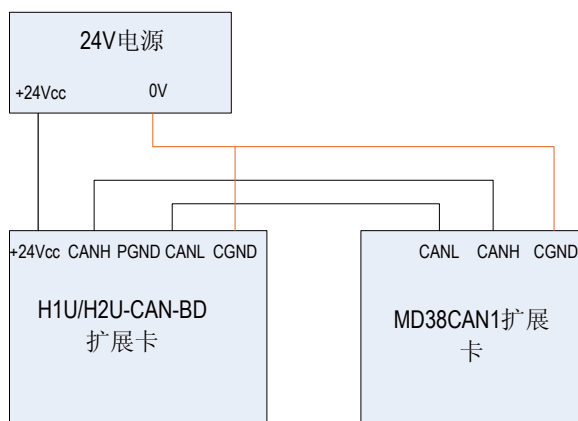 24V电源
+24Vcc 0V
+24Vcc CANH PGND CANL CGND
H1U/H2U-CAN-BD
扩展卡
CANL CANH CGND
MD38CAN1扩展
卡